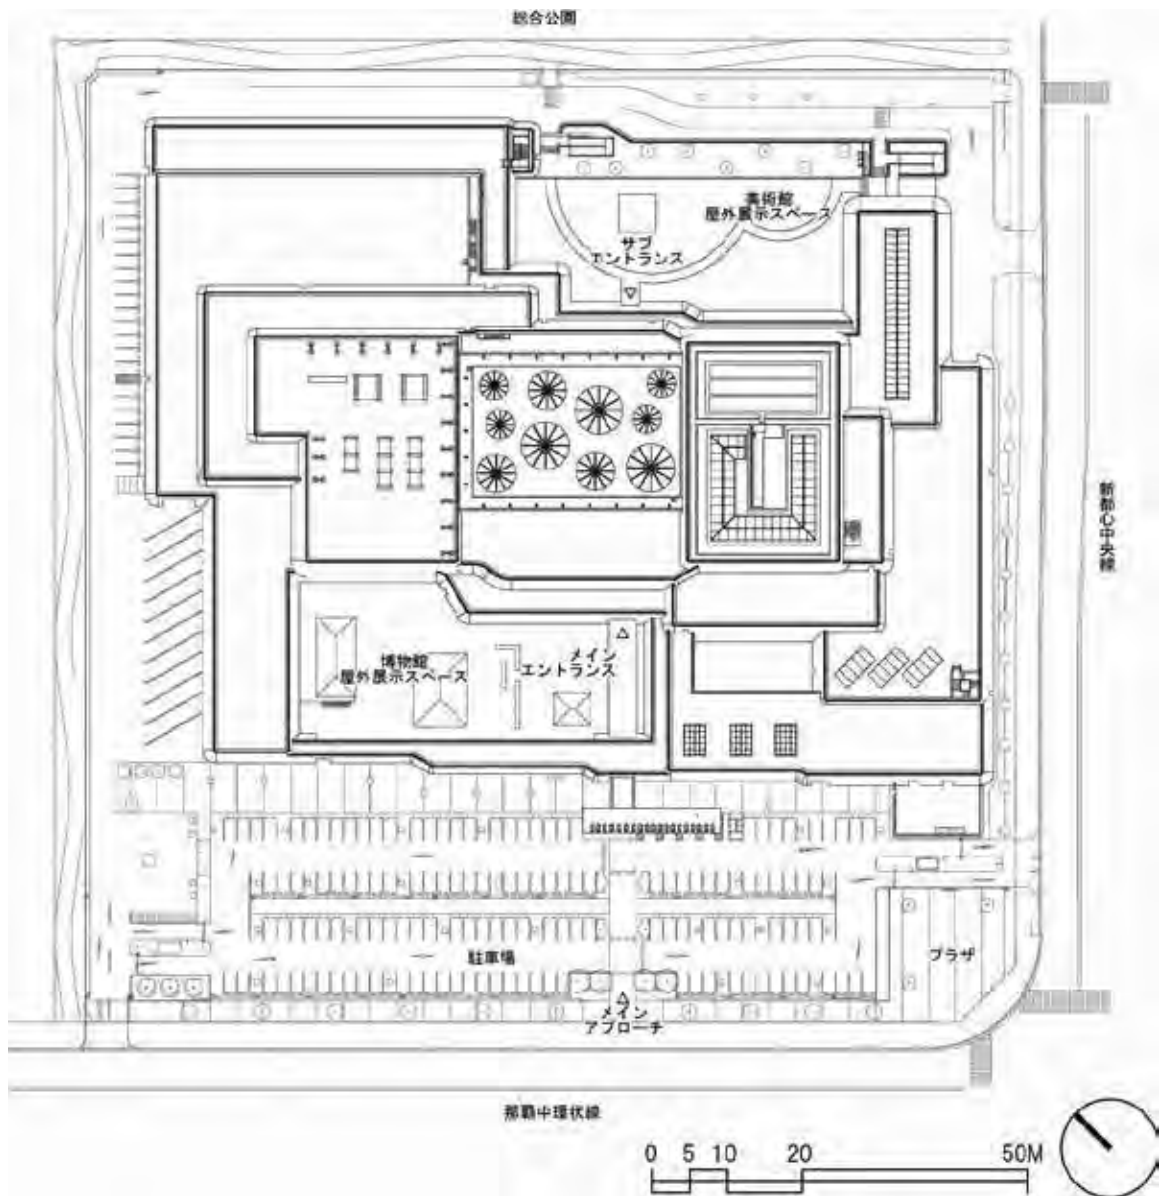 総合公園
美術館
屋外展示スペース
サブ
エントランス
新都心中央線
博物館
屋外展示スペース
メイン
エントランス
駐車場
プラザ
メイン
アプローチ
那覇中環状線
0 5 10 20 50M